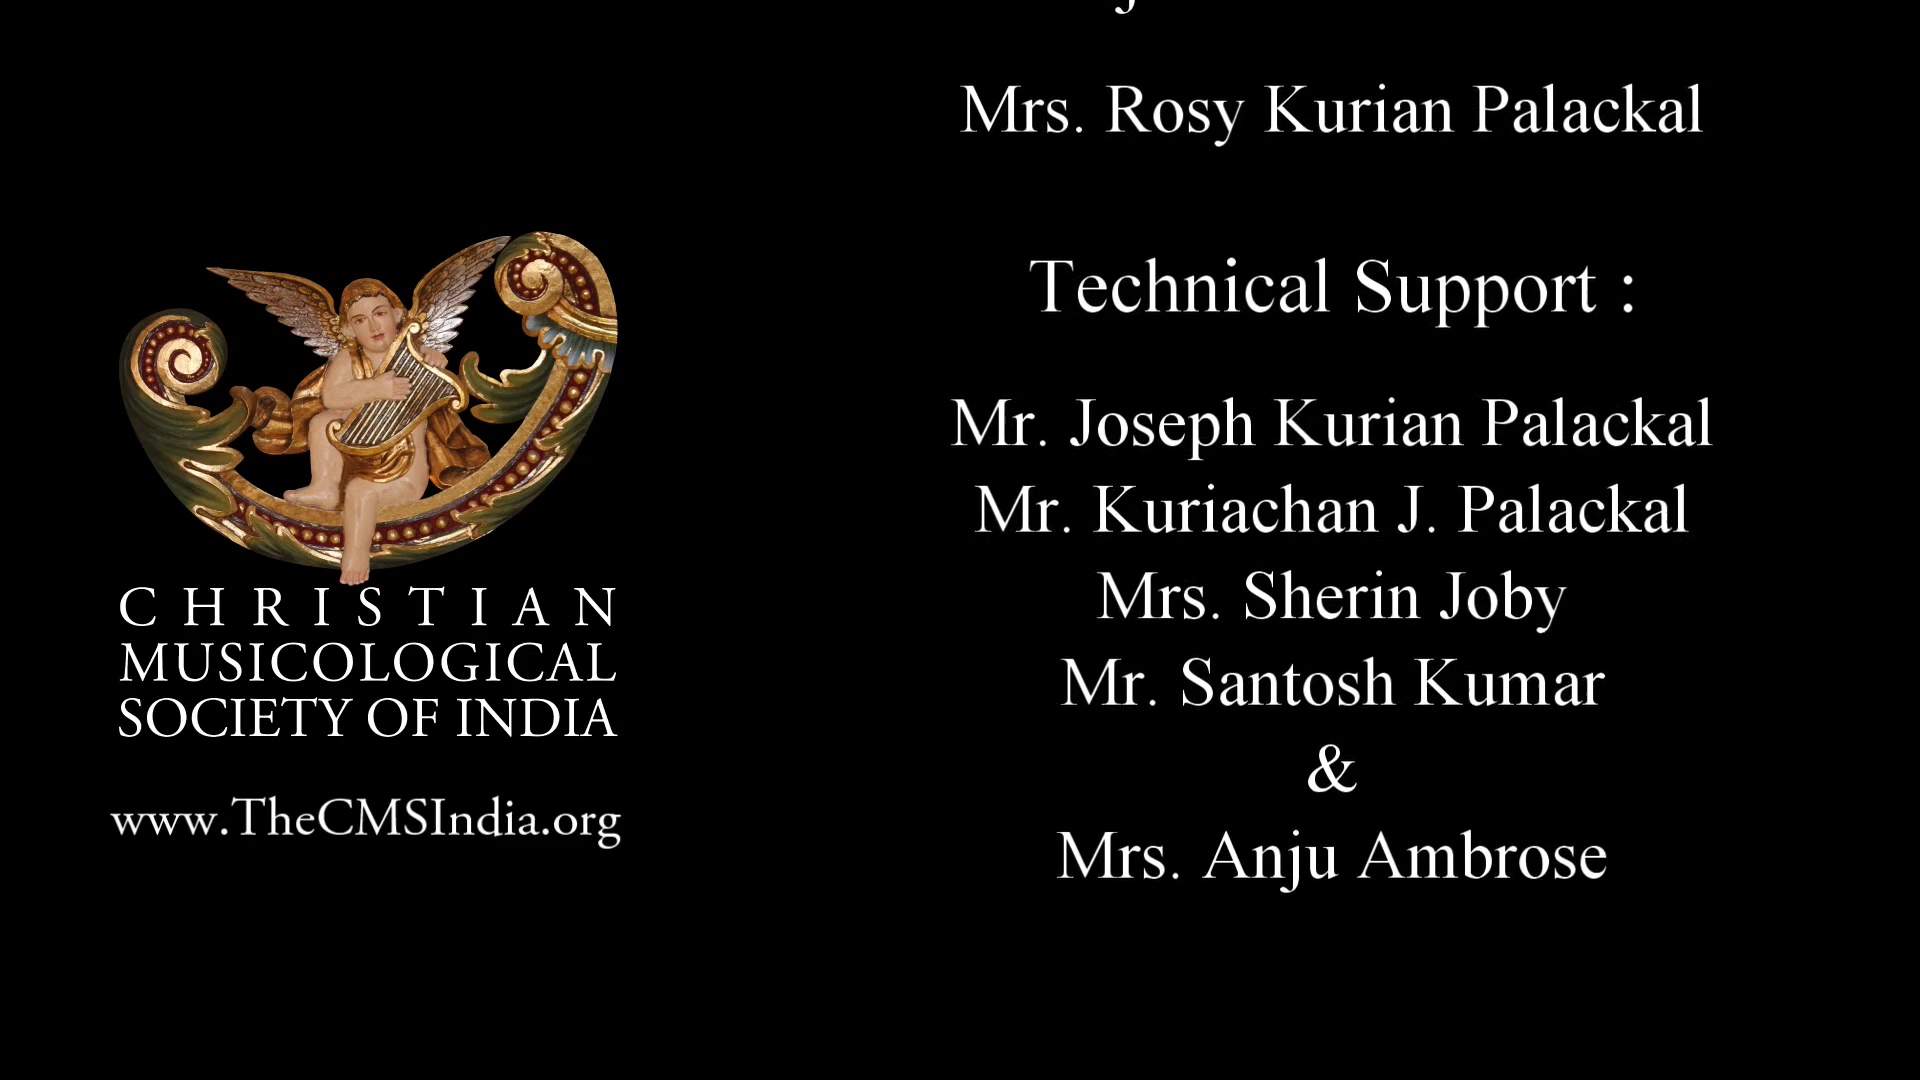 CHRISTIAN
MUSICOLOGICAL
SOCIETY OF INDIA
www.TheCMSIndia.org
Mrs. Rosy Kurian Palackal
Technical Support :
Mr. Joseph Kurian Palackal
Mr. Kuriachan J. Palackal
Mrs. Sherin Joby
Mr. Santosh Kumar
&
Mrs. Anju Ambrose